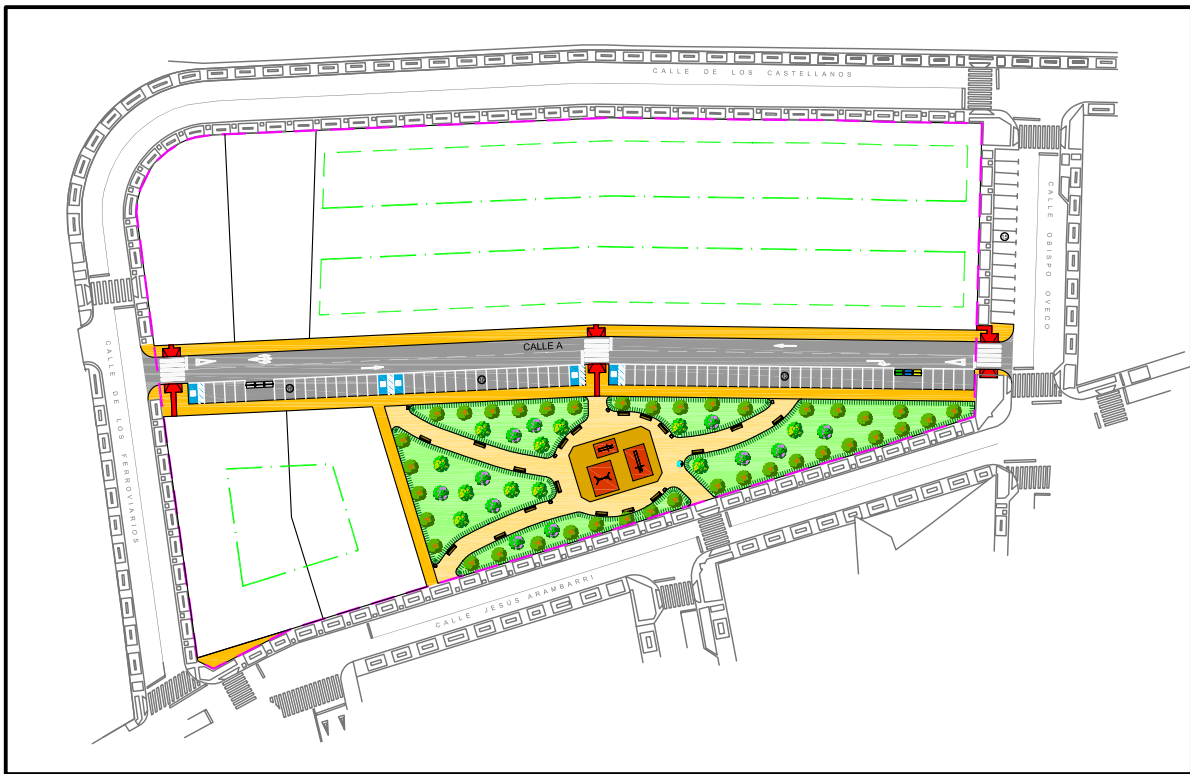 CALLE DE LOS CASTELLANOS
CALLE OBISPO OVECO
CALLE A
CALLE DE LOS FERROVIARIOS
CALLE JESÚS ARAMBARRI